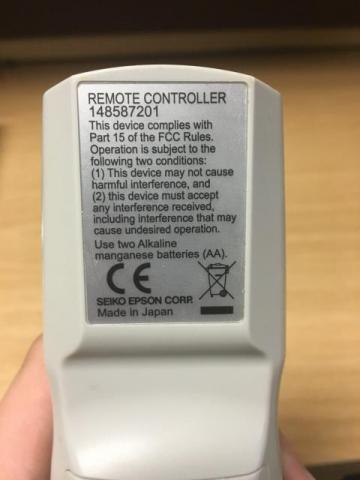 REMOTE CONTROLLER
148587201
This device complies with
Part 15 of the FCC Rules.
Operation is subject to the
following two conditions:
(1) This device may not cause
harmful interference, and
(2) this device must accept
any interference received,
including interference that may
cause undesired operation.
Use two Alkaline
manganese batteries (AA).
CE
SEIKO EPSON CORP.
Made in Japan